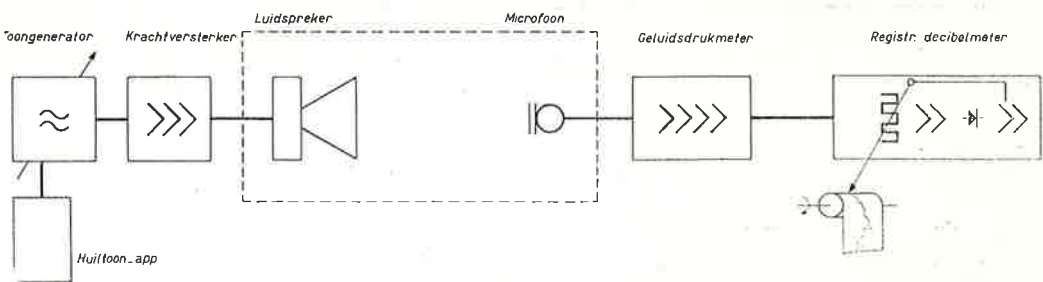 Luidspreker
Microfoon
Toongenerator
Krachtversterker
Geluidsdrukmeter
Registr. decibelmeter
Huiltoon_app